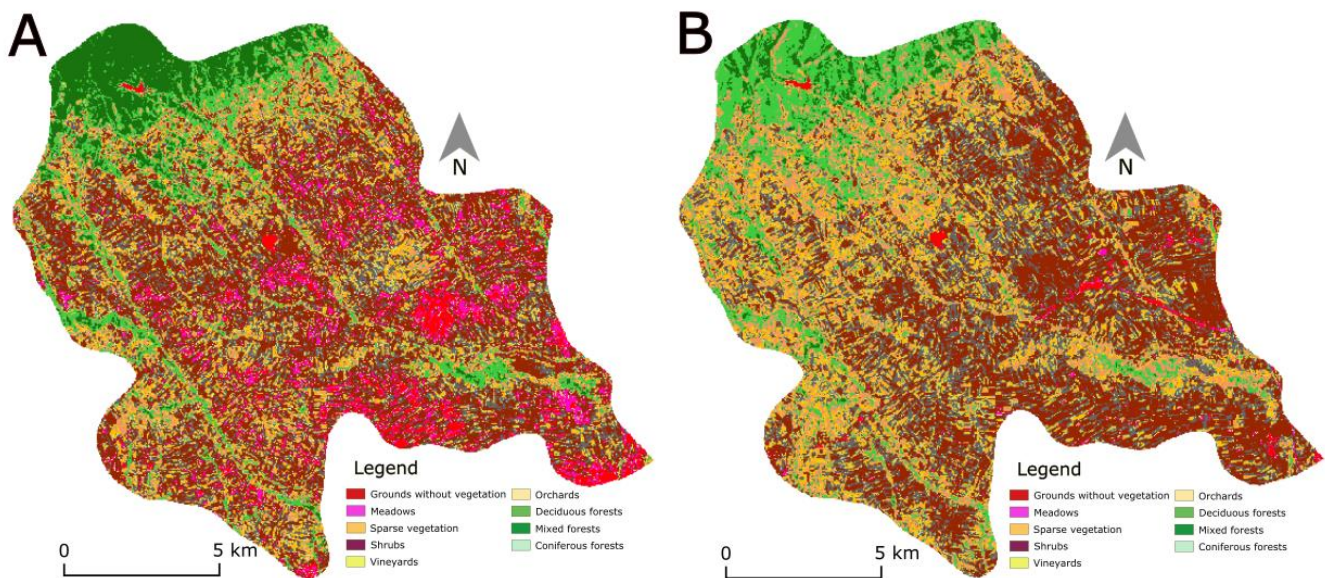 A
N
Legend
Grounds without vegetation
Meadows
Sparse vegetation
Shrubs
Vineyards
Orchards
Deciduous forests
Mixed forests
Coniferous forests
0 5 km
B
N
Legend
Grounds without vegetation
Meadows
Sparse vegetation
Shrubs
Vineyards
Orchards
Deciduous forests
Mixed forests
Coniferous forests
0 5 km